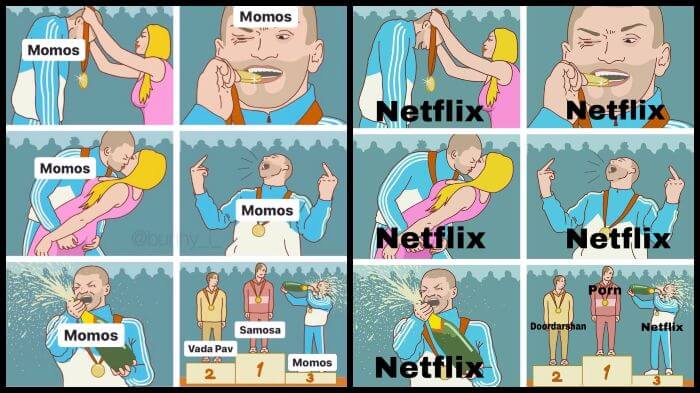 Momos
Momos
Momos
Momos
Momos
Samosa
Vada Pav
Momos
2 1 3
Netflix
Netflix
Netflix
Netflix
Netflix
Porn
Doordarshan
Netflix
2 1 3